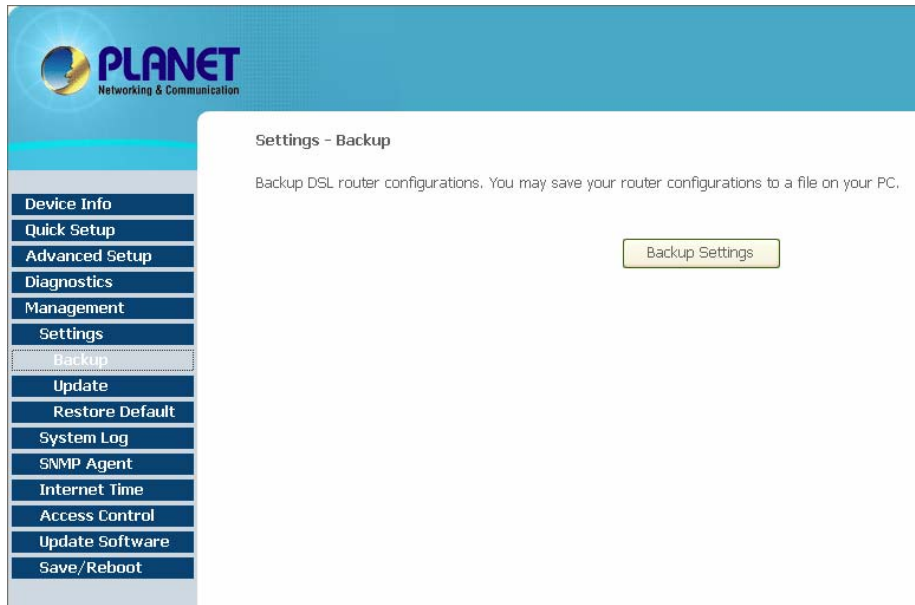 PLANET
Networking & Communication
Settings - Backup
Backup DSL router configurations. You may save your router configurations to a file on your PC.
Backup Settings
Device Info
Quick Setup
Advanced Setup
Diagnostics
Management
Settings
Backup
Update
Restore Default
System Log
SNMP Agent
Internet Time
Access Control
Update Software
Save/Reboot